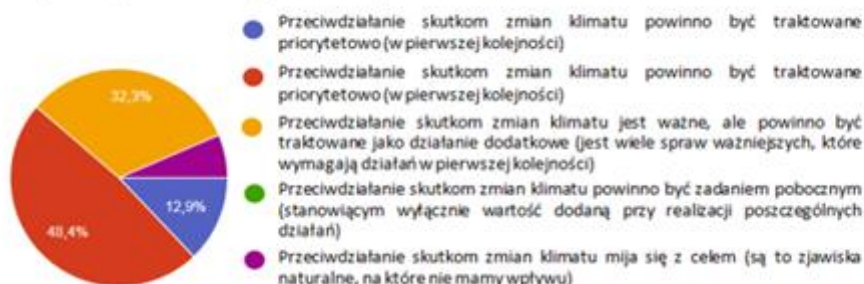 Przeciwdziałanie skutkom zmian klimatu powinno być traktowane
priorytetowo (w pierwszej kolejności)
Przeciwdziałanie skutkom zmian klimatu powinno być traktowane
priorytetowo (w pierwszej kolejności)
Przeciwdziałanie skutkom zmian klimatu jest ważne, ale powinno być
traktowane jako działanie dodatkowe (jest wiele spraw ważniejszych, które
wymagają działań w pierwszej kolejności)
Przeciwdziałanie skutkom zmian klimatu powinno być zadaniem pobocznym
(stanowiącym wyłącznie wartość dodaną przy realizacji poszczególnych
działań)
Przeciwdziałanie skutkom zmian klimatu mija się z celem (są to zjawiska
naturalne, na które nie mamy wpływu)
32,3%
12,9%
48,4%